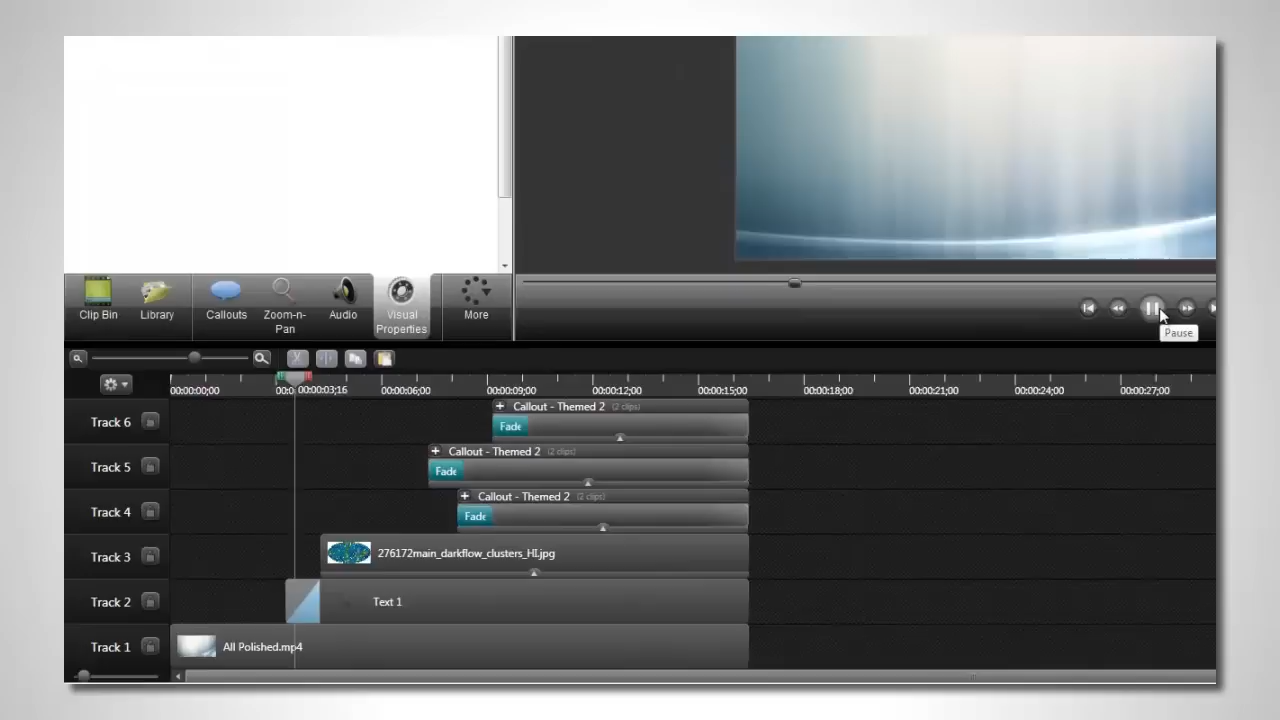 Clip Bin
Library
Callouts
Zoom-n-
Pan
Audio
Visual
Properties
More
Pause
00:00:00;00
00:00:03;16
00:00:06;00
00:00:09;00
00:00:12;00
00:00:15;00
00:00:18;00
00:00:21;00
00:00:24;00
00:00:27;00
Track 6
+ Callout - Themed 2 (2 clips)
Fade
Track 5
+ Callout - Themed 2 (2 clips)
Fade
Track 4
+ Callout - Themed 2 (2 clips)
Fade
Track 3
276172main_darkflow_clusters_HI.jpg
Track 2
Text 1
Track 1
All Polished.mp4